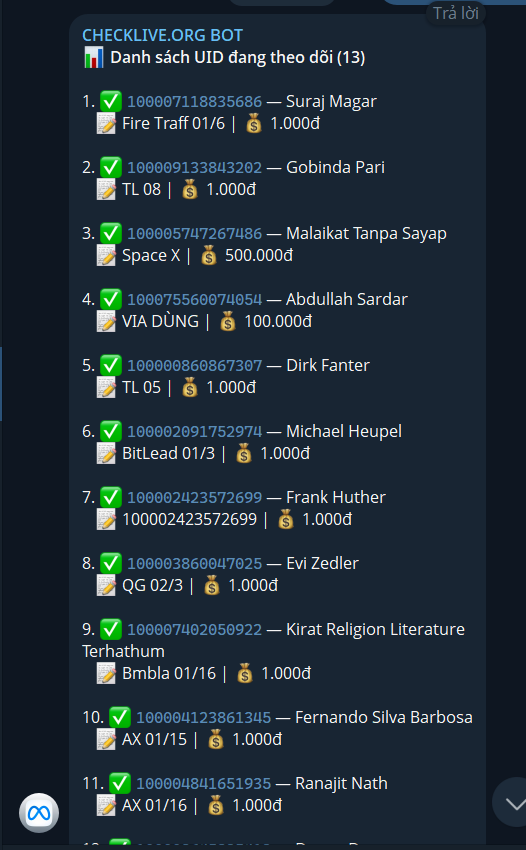 Trả lời
CHECKLIVE.ORG BOT
📊 Danh sách UID đang theo dõi (13)
1. ✅ 100007118835686 — Suraj Magar
📝 Fire Traff 01/6 | 💰 1.000đ
2. ✅ 100009133843202 — Gobinda Pari
📝 TL 08 | 💰 1.000đ
3. ✅ 100005747267486 — Malaikat Tanpa Sayap
📝 Space X | 💰 500.000đ
4. ✅ 100075560074054 — Abdullah Sardar
📝 VIA DÙNG | 💰 100.000đ
5. ✅ 100000860867307 — Dirk Fanter
📝 TL 05 | 💰 1.000đ
6. ✅ 100002091752974 — Michael Heupel
📝 BitLead 01/3 | 💰 1.000đ
7. ✅ 100002423572699 — Frank Huther
📝 100002423572699 | 💰 1.000đ
8. ✅ 100003860047025 — Evi Zedler
📝 QG 02/3 | 💰 1.000đ
9. ✅ 100007402050922 — Kirat Religion Literature
Terhathum
📝 Bmbla 01/16 | 💰 1.000đ
10. ✅ 100004123861345 — Fernando Silva Barbosa
📝 AX 01/15 | 💰 1.000đ
11. ✅ 100004841651935 — Ranajit Nath
📝 AX 01/16 | 💰 1.000đ